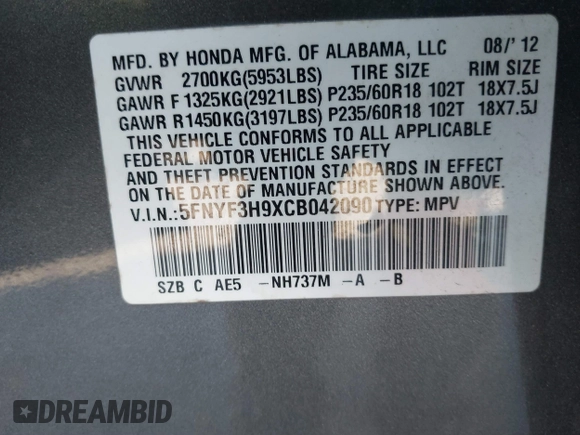 MFD. BY HONDA MFG. OF ALABAMA, LLC 08/'12
GVWR 2700KG(5953LBS) TIRE SIZE RIM SIZE
GAWR F 1325KG(2921LBS) P235/60R18 102T 18X7.5J
GAWR R1450KG(3197LBS) P235/60R18 102T 18X7.5J
THIS VEHICLE CONFORMS TO ALL APPLICABLE
FEDERAL MOTOR VEHICLE SAFETY
AND THEFT PREVENTION STANDARDS IN EFFECT
ON THE DATE OF MANUFACTURE SHOWN ABOVE.
V.I.N.: 5FNYF3H9XCB042090 TYPE: MPV
SZB C AE5 -NH737M -A -B
DREAMBID